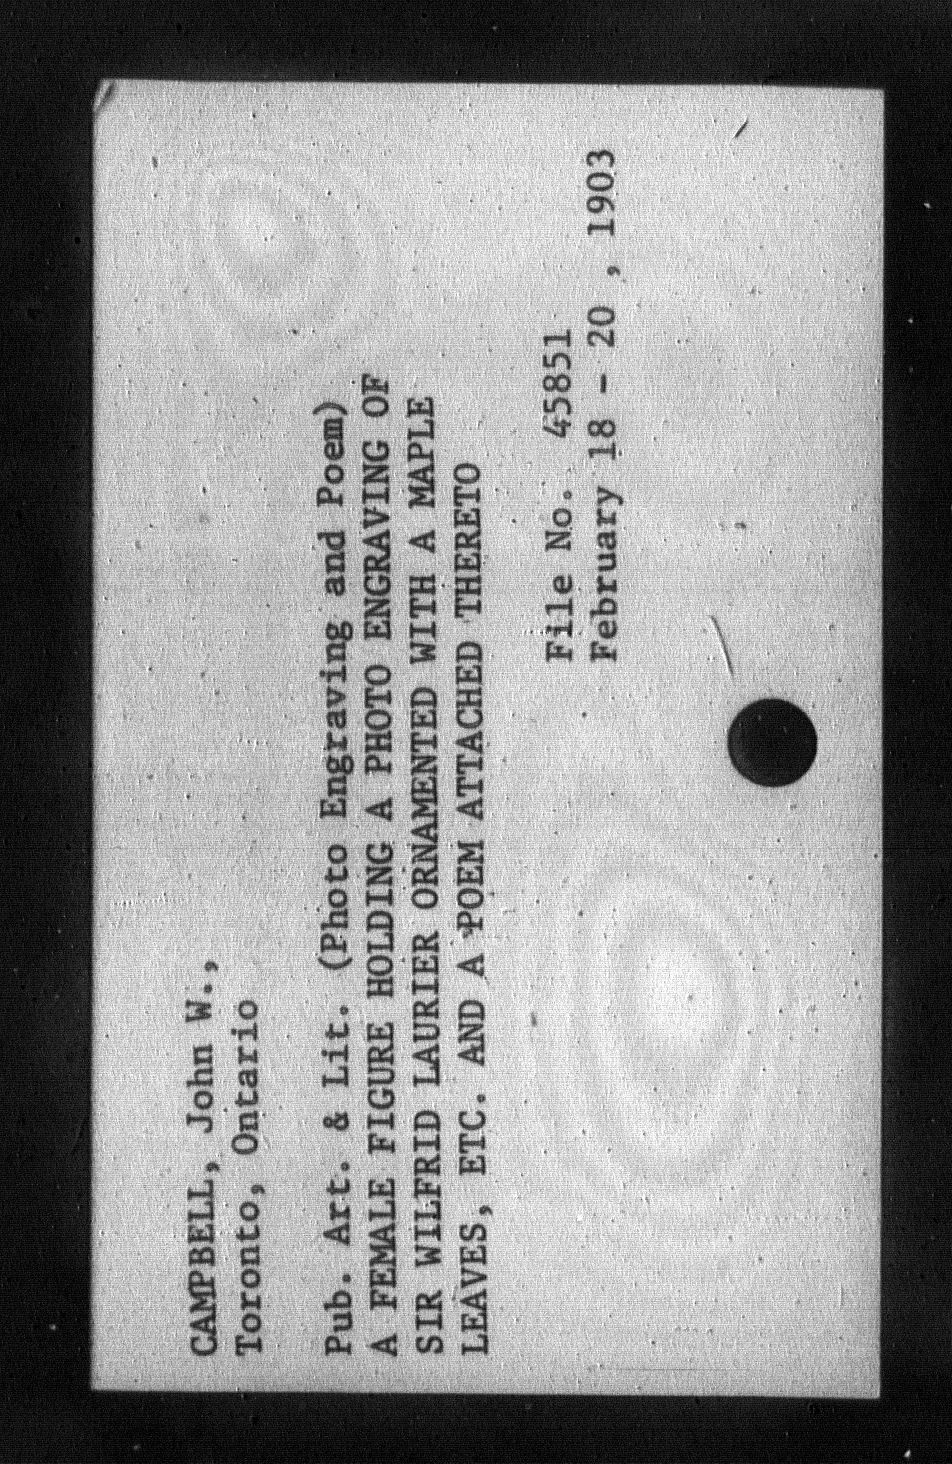 CAMPBELL, John W.,
Toronto, Ontario
Pub. Art. & Lit. (Photo Engraving and Poem)
A FEMALE FIGURE HOLDING A PHOTO ENGRAVING OF
SIR WILFRID LAURIER ORNAMENTED WITH A MAPLE
LEAVES, ETC. AND A POEM ATTACHED THERETO
File No. 45851
February 18 - 20 , 1903